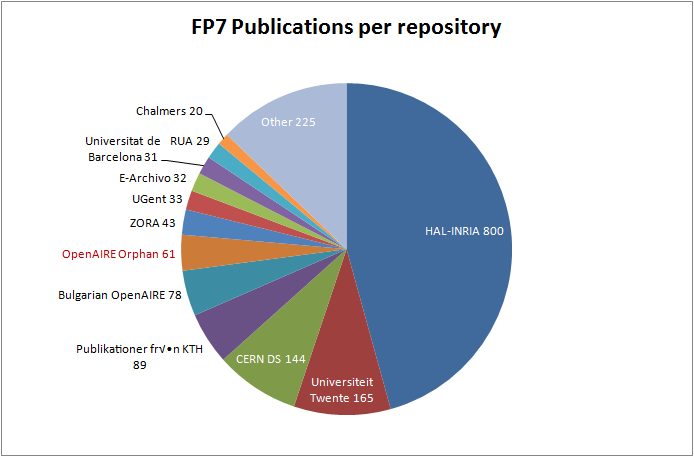 FP7 Publications per repository
Chalmers 20
Other 225
Universitat de
Barcelona 31
RUA 29
E-Archivo 32
UGent 33
ZORA 43
OpenAIRE Orphan 61
Bulgarian OpenAIRE 78
Publikationer fr√•n KTH
89
CERN DS 144
Universiteit
Twente 165
HAL-INRIA 800